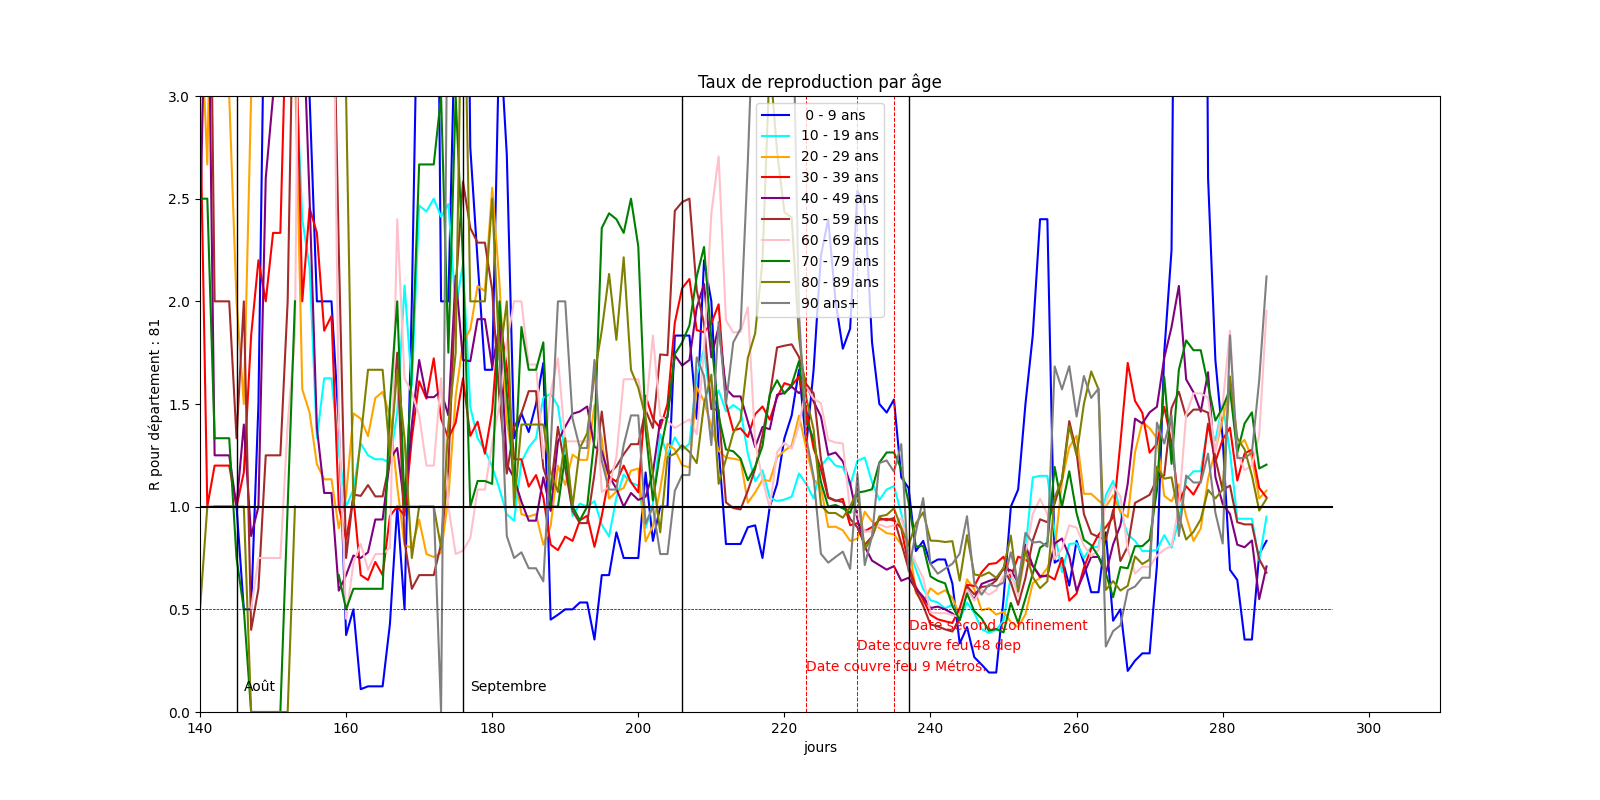 Taux de reproduction par âge
R pour département : 81
3.0
2.5
2.0
1.5
1.0
0.5
0.0
0 - 9 ans
10 - 19 ans
20 - 29 ans
30 - 39 ans
40 - 49 ans
50 - 59 ans
60 - 69 ans
70 - 79 ans
80 - 89 ans
90 ans+
Date second confinement
Date couvre feu 48 dep
Date couvre feu 9 Métros.
Août
Septembre
140 160 180 200 220 240 260 280 300
jours